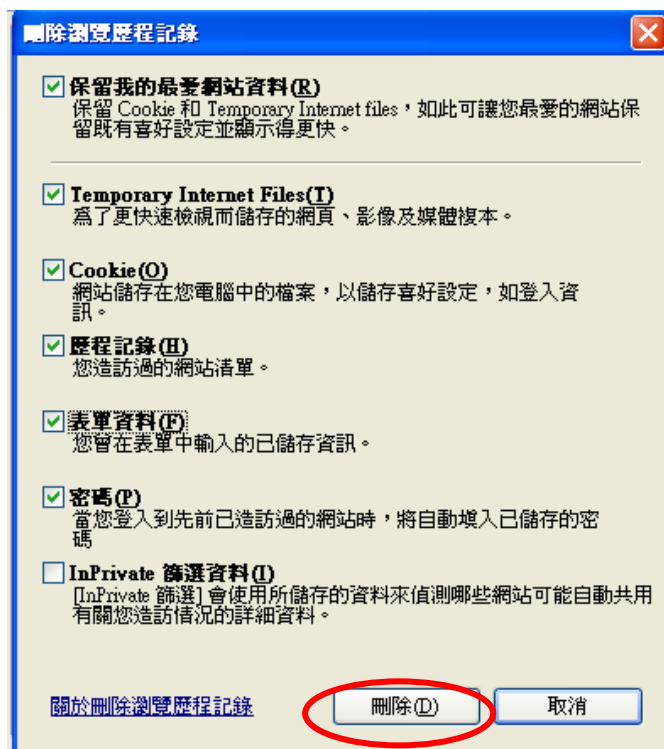 刪除瀏覽歷程記錄
保留我的最愛網站資料(R)
保留 Cookie 和 Temporary Internet files，如此可讓您最愛的網站保
留既有喜好設定並顯示得更快。
Temporary Internet Files(T)
為了更快速檢視而儲存的網頁、影像及媒體複本。
Cookie(O)
網站儲存在您電腦中的檔案，以儲存喜好設定，如登入資
訊。
歷程記錄(H)
您造訪過的網站清單。
表單資料(F)
您曾在表單中輸入的已儲存資訊。
密碼(P)
當您登入到先前已造訪過的網站時，將自動填入已儲存的密
碼
InPrivate 篩選資料(I)
[InPrivate 篩選] 會使用所儲存的資料來偵測哪些網站可能自動共用
有關您造訪情況的詳細資料。
關於刪除瀏覽歷程記錄
刪除(D)
取消